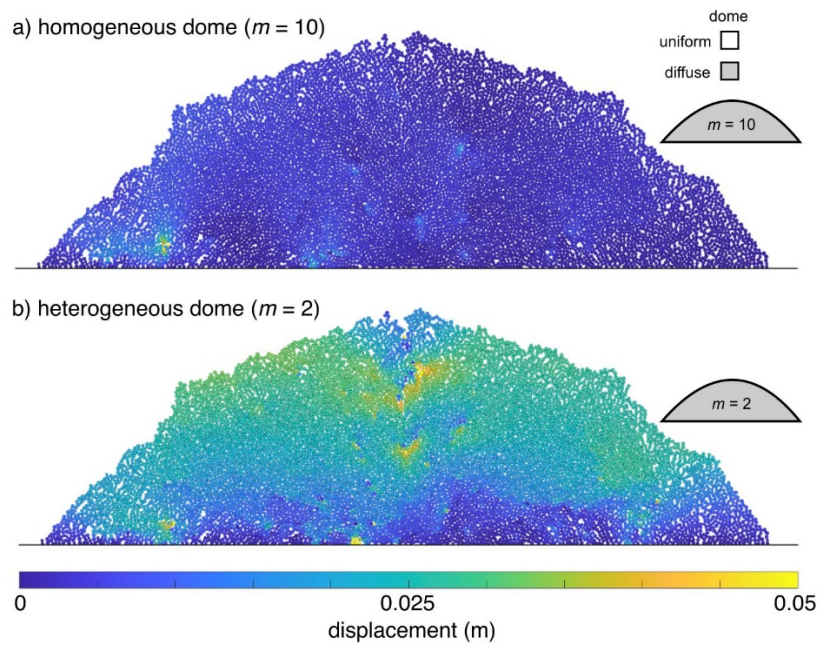 a) homogeneous dome (m = 10)
dome
uniform
diffuse
m = 10
b) heterogeneous dome (m = 2)
m = 2
0 0.025 0.05
displacement (m)